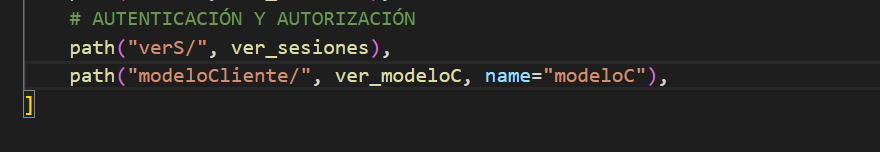 # AUTENTICACIÓN Y AUTORIZACIÓN
path("verS/", ver_sesiones),
path("modeloCliente/", ver_modeloC, name="modeloC"),
]